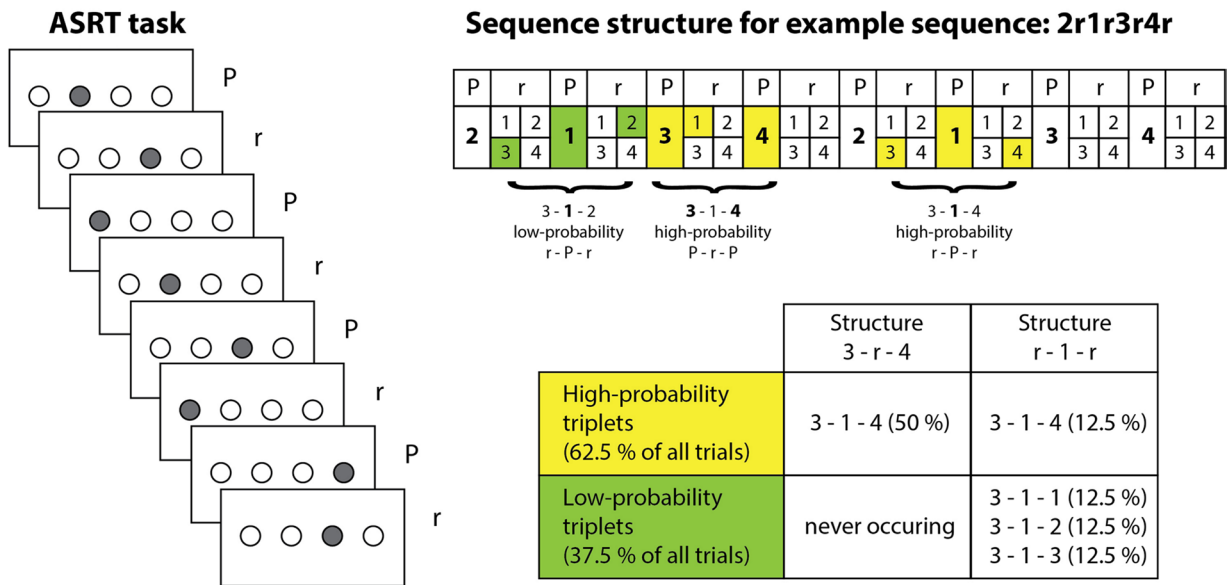 ASRT task
P
r
P
r
P
r
P
r
Sequence structure for example sequence: 2r1r3r4r
P r P r P r P r P r P r P r P r
2 1 2 1 1 2 3 1 2 4 1 2 2 1 2 1 1 2 3 1 2 4 1 2
3 4 3 4 3 4 3 4 3 4 3 4 3 4 3 4
3 - 1 - 2
low-probability
r - P - r
3 - 1 - 4
high-probability
P - r - P
3 - 1 - 4
high-probability
r - P - r
Structure
3 - r - 4
Structure
r - 1 - r
High-probability
triplets
(62.5 % of all trials)
3 - 1 - 4 (50 %)
3 - 1 - 4 (12.5 %)
Low-probability
triplets
(37.5 % of all trials)
never occuring
3 - 1 - 1 (12.5 %)
3 - 1 - 2 (12.5 %)
3 - 1 - 3 (12.5 %)